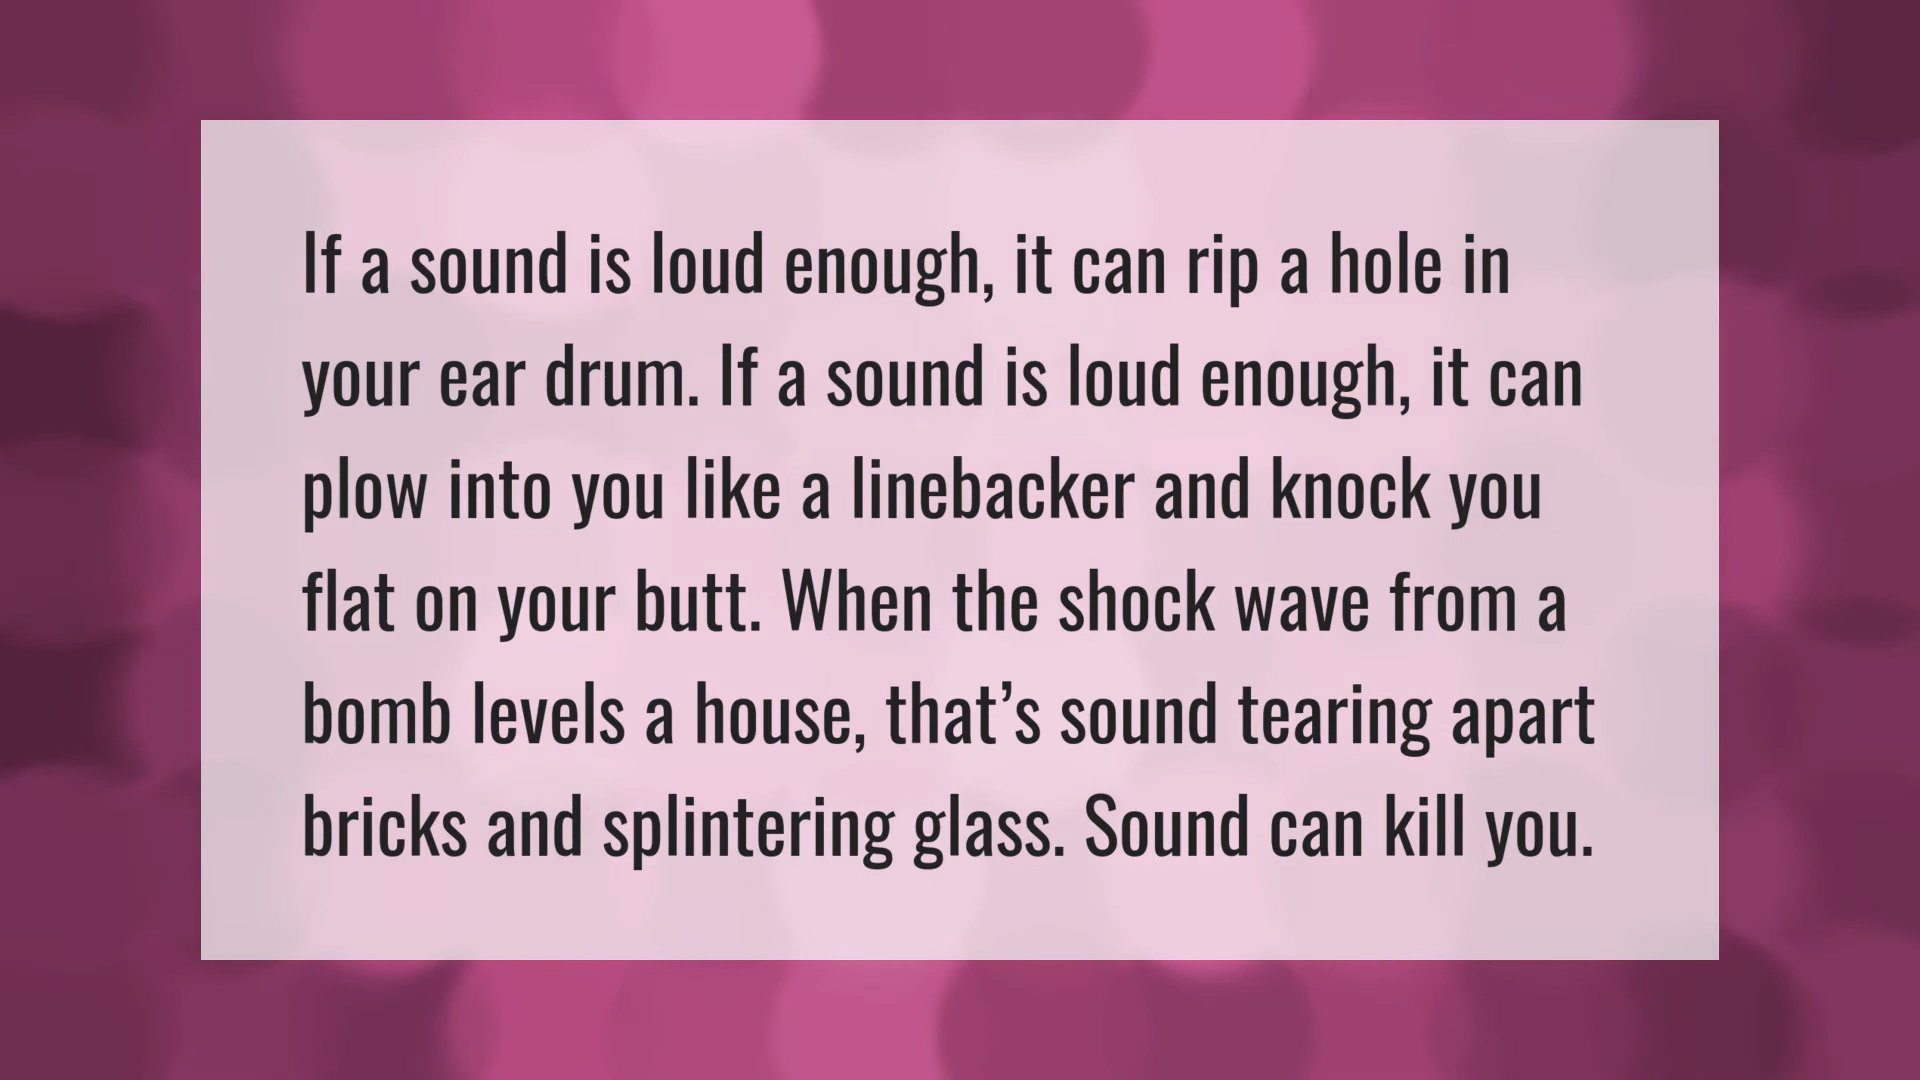 If a sound is loud enough, it can rip a hole in
your ear drum. If a sound is loud enough, it can
plow into you like a linebacker and knock you
flat on your butt. When the shock wave from a
bomb levels a house, that’s sound tearing apart
bricks and splintering glass. Sound can kill you.